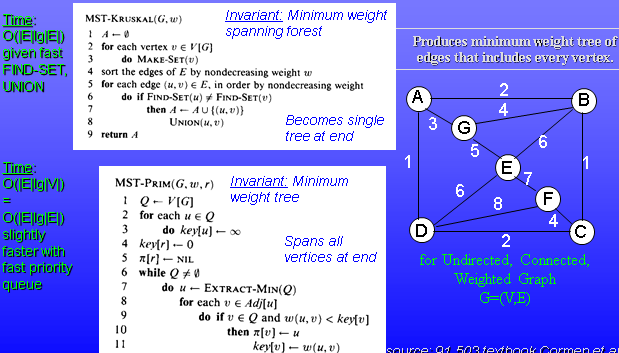 Time:
O(|E|lg|E|)
given fast
FIND-SET,
UNION
MST-KRUSKAL(G, w)
1 A ← ∅
2 for each vertex v ∈ V[G]
3 do MAKE-SET(v)
4 sort the edges of E by nondecreasing weight w
5 for each edge (u, v) ∈ E, in order by nondecreasing weight
6 do if FIND-SET(u) ≠ FIND-SET(v)
7 then A ← A ∪ {(u, v)}
8 UNION(u, v)
9 return A
Invariant: Minimum weight
spanning forest
Becomes single
tree at end
Time:
O(|E|lg|V|)
=
O(|E|lg|E|)
slightly
faster with
fast priority
queue
MST-PRIM(G, w, r)
1 Q ← V[G]
2 for each u ∈ Q
3 do key[u] ← ∞
4 key[r] ← 0
5 π[r] ← NIL
6 while Q ≠ ∅
7 do u ← EXTRACT-MIN(Q)
8 for each v ∈ Adj[u]
9 do if v ∈ Q and w(u, v) < key[v]
10 then π[v] ← u
11 key[v] ← w(u, v)
Invariant: Minimum
weight tree
Spans all
vertices at end
Produces minimum weight tree of
edges that includes every vertex.
A 2 B
4
3 G
5 6
1 E 1
7
6 8 F
4
D 2 C
for Undirected, Connected,
Weighted Graph
G=(V,E)
source: 91.503 textbook Cormen et